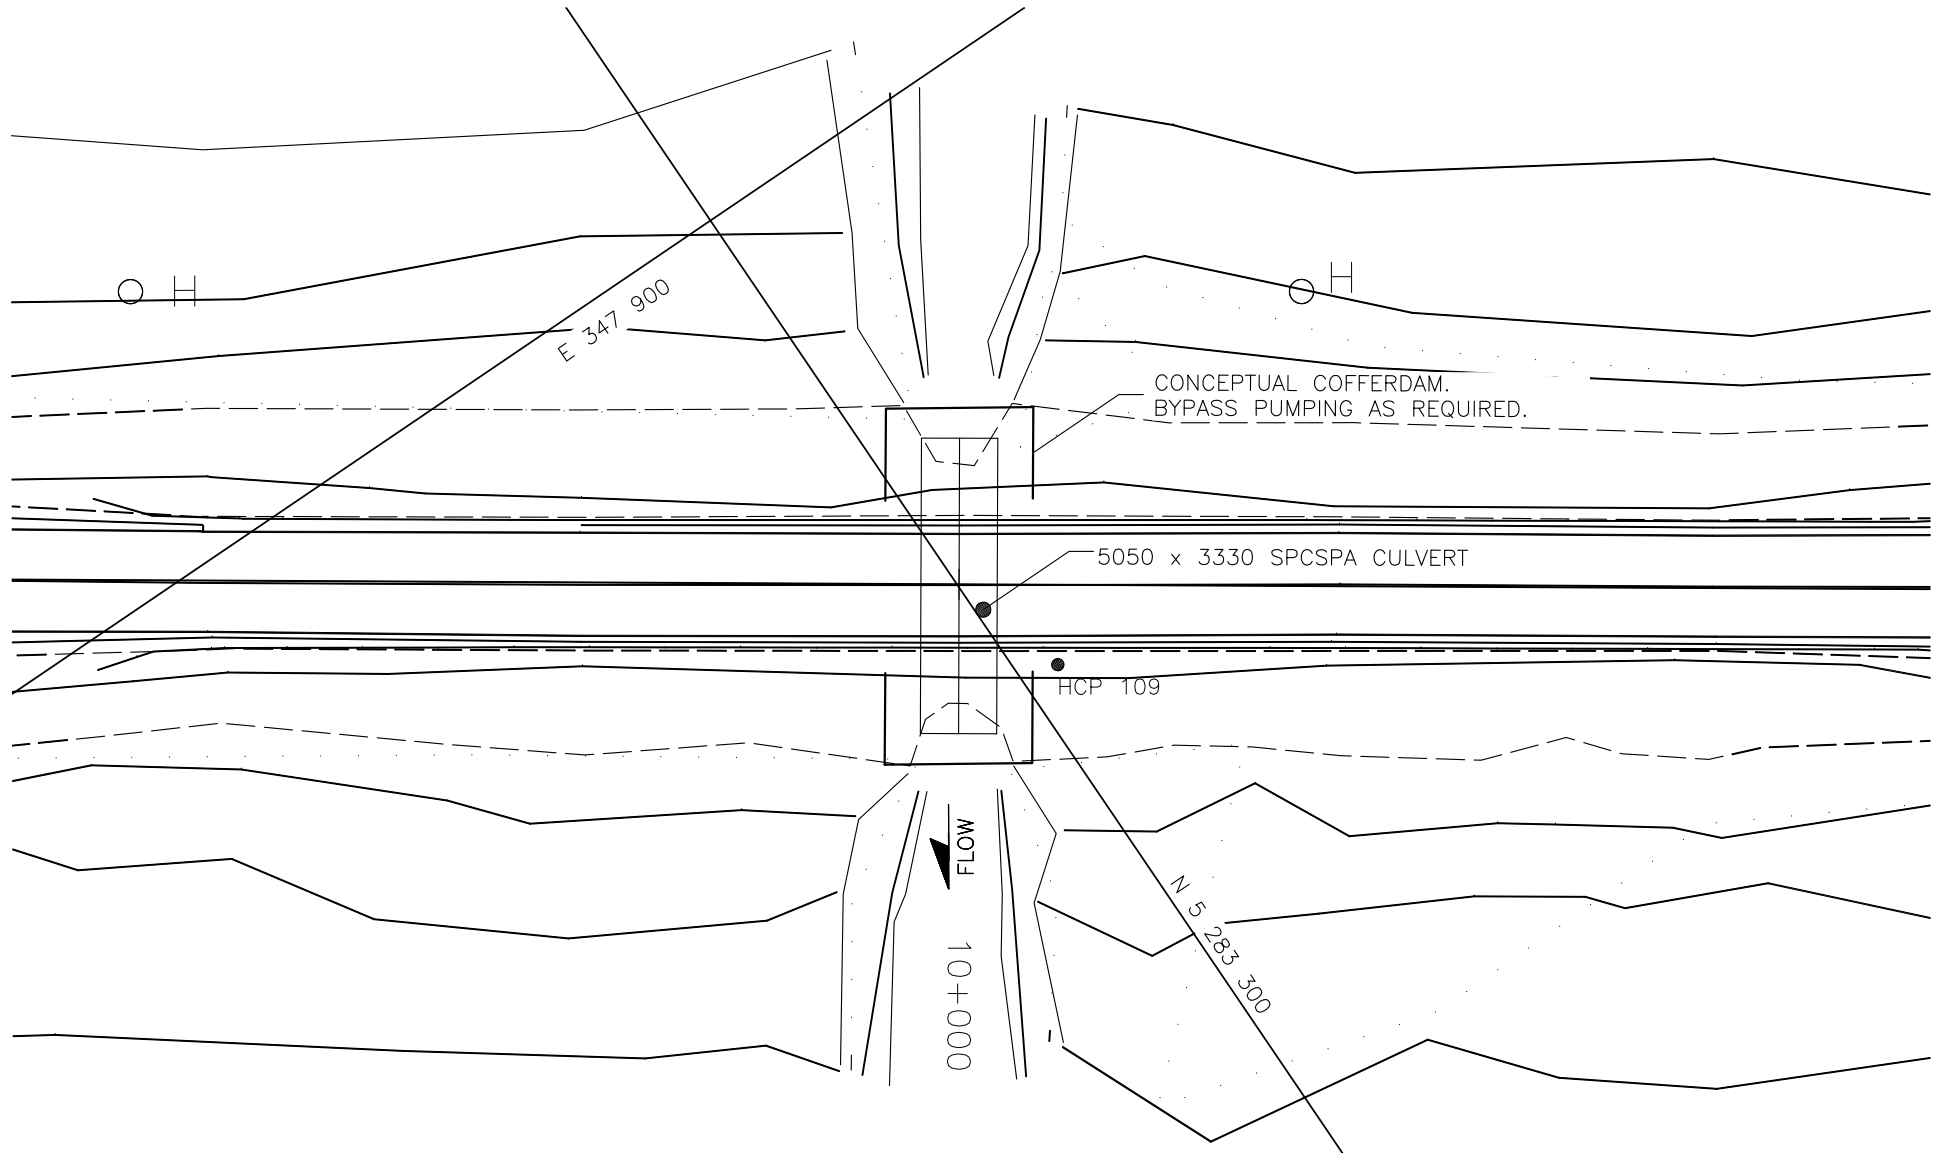 H
H
E 347 900
CONCEPTUAL COFFERDAM.
BYPASS PUMPING AS REQUIRED.
5050 x 3330 SPCSPA CULVERT
HCP 109
FLOW
N 5 283 300
10+000